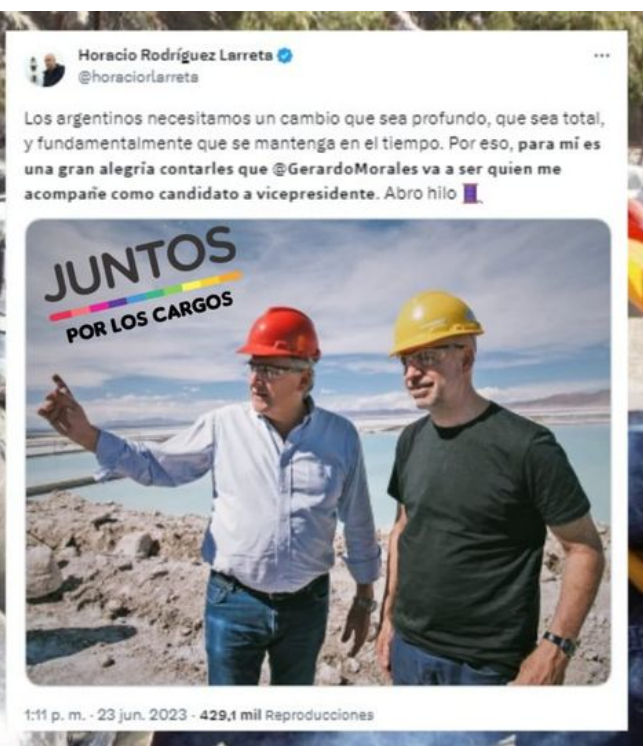 Horacio Rodríguez Larreta
@horaciorlarreta
Los argentinos necesitamos un cambio que sea profundo, que sea total,
y fundamentalmente que se mantenga en el tiempo. Por eso, para mí es
una gran alegría contarles que @GerardoMorales va a ser quien me
acompañe como candidato a vicepresidente. Abro hilo
JUNTOS
POR LOS CARGOS
1:11 p. m. · 23 jun. 2023 · 429,1 mil Reproducciones